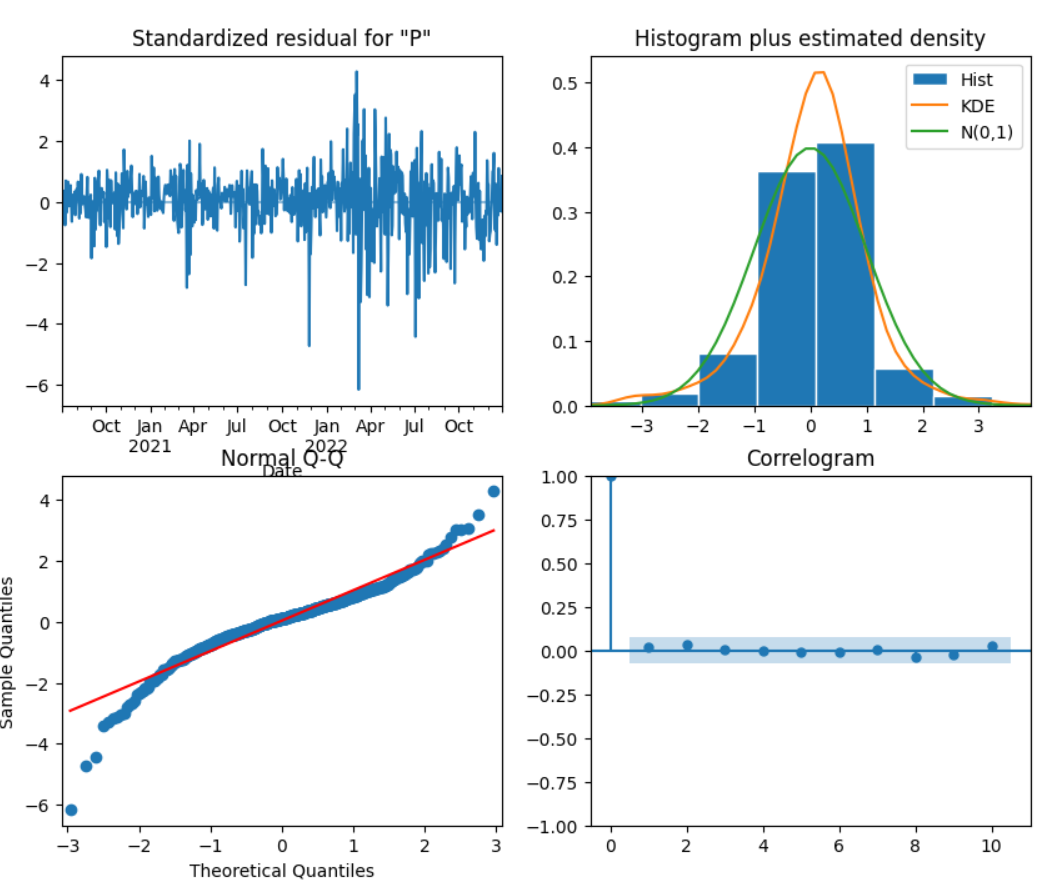 Standardized residual for "P"
4
2
0
−2
−4
−6
Oct Jan Apr Jul Oct Jan Apr Jul Oct
2021 2022
Date
Histogram plus estimated density
Hist
KDE
N(0,1)
0.5
0.4
0.3
0.2
0.1
0.0
−3 −2 −1 0 1 2 3
Normal Q-Q
Sample Quantiles
4
2
0
−2
−4
−6
−3 −2 −1 0 1 2 3
Theoretical Quantiles
Correlogram
1.00
0.75
0.50
0.25
0.00
−0.25
−0.50
−0.75
−1.00
0 2 4 6 8 10